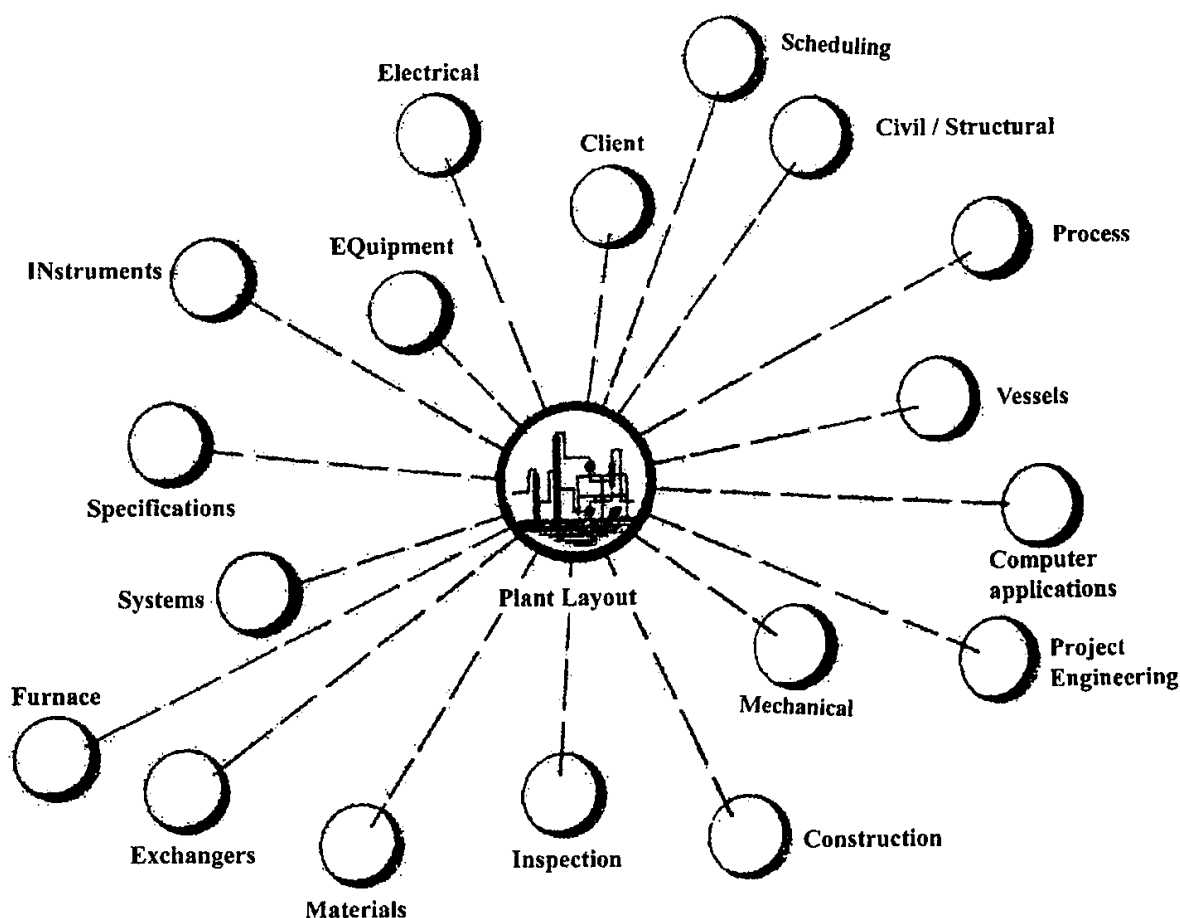 Scheduling
Electrical
Civil / Structural
Client
Process
EQuipment
INstruments
Vessels
Specifications
Computer
applications
Plant Layout
Systems
Project
Engineering
Mechanical
Furnace
Construction
Exchangers
Inspection
Materials